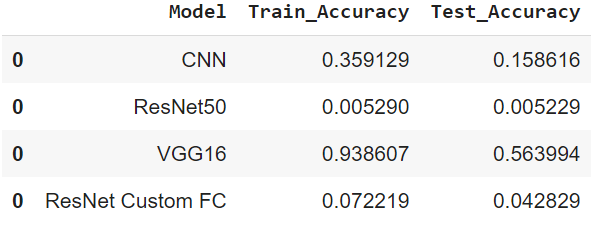 Model Train_Accuracy Test_Accuracy
0 CNN 0.359129 0.158616
0 ResNet50 0.005290 0.005229
0 VGG16 0.938607 0.563994
0 ResNet Custom FC 0.072219 0.042829